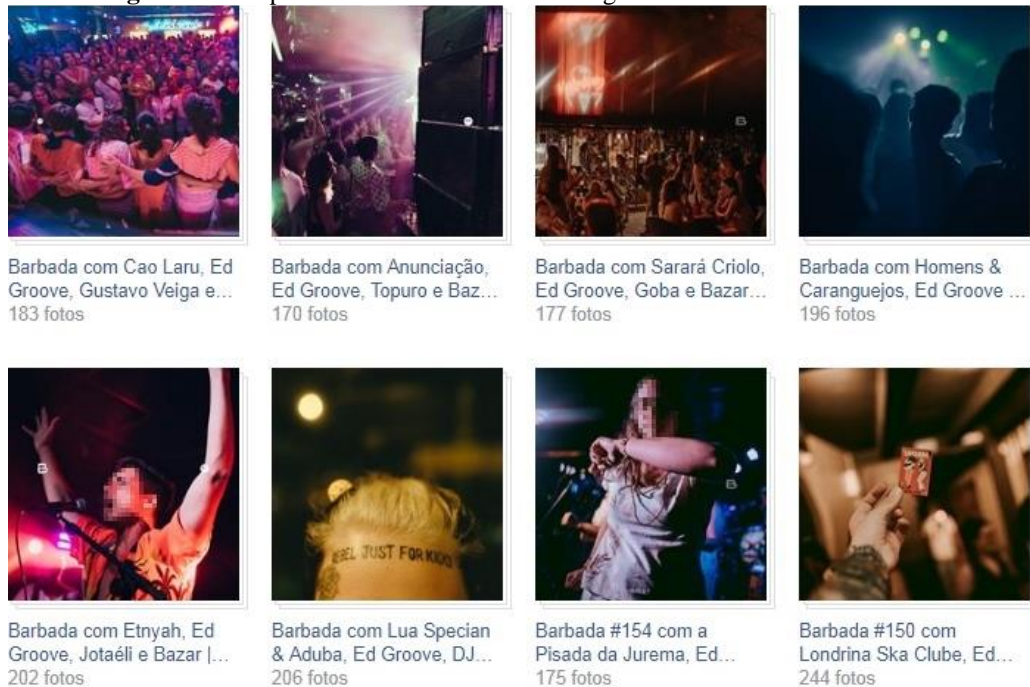 Barbada com Cao Laru, Ed
Groove, Gustavo Veiga e...
183 fotos
Barbada com Anunciação,
Ed Groove, Topuro e Baz...
170 fotos
Barbada com Sarará Criolo,
Ed Groove, Goba e Bazar...
177 fotos
Barbada com Homens &
Caranguejos, Ed Groove ...
196 fotos
REBEL JUST FOR KICKS
Barbada com Etnyah, Ed
Groove, Jotaéli e Bazar |...
202 fotos
Barbada com Lua Specian
& Aduba, Ed Groove, DJ...
206 fotos
Barbada #154 com a
Pisada da Jurema, Ed...
175 fotos
Barbada #150 com
Londrina Ska Clube, Ed...
244 fotos